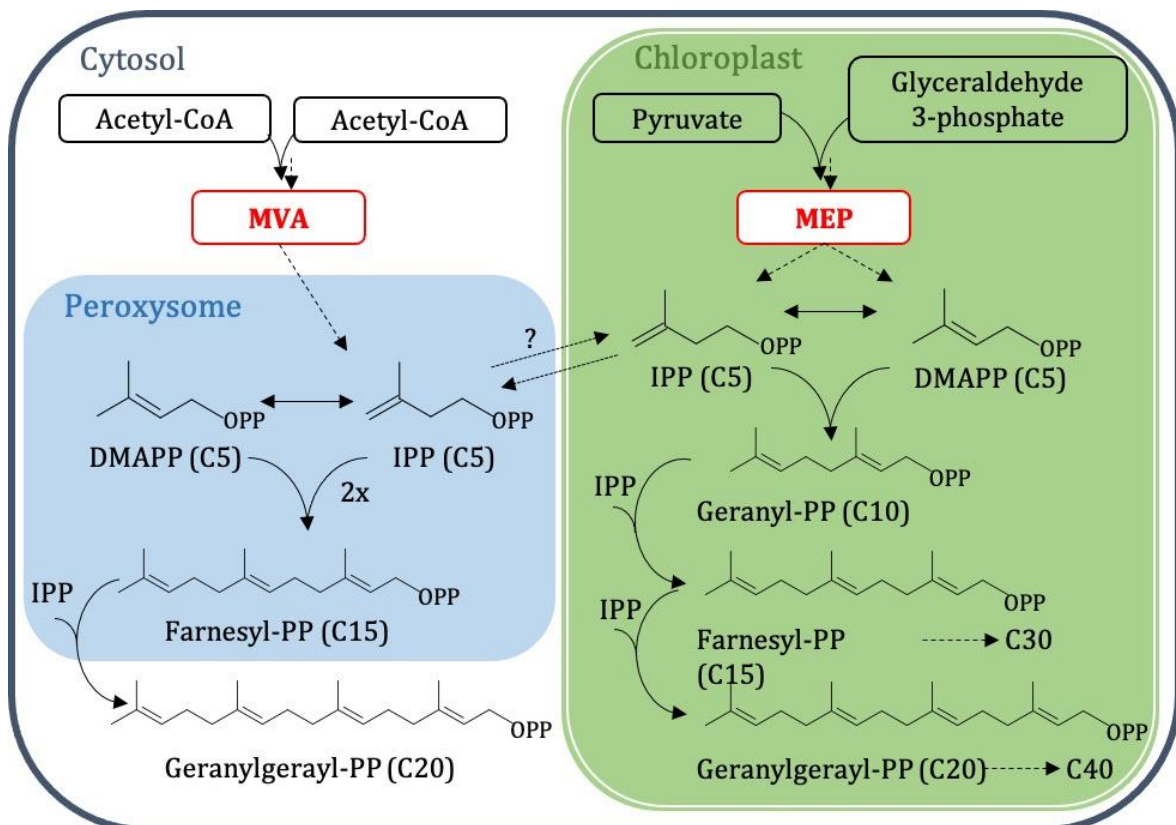 Cytosol
Acetyl-CoA
Acetyl-CoA
MVA
Peroxysome
DMAPP (C5)
OPP
IPP (C5)
OPP
2x
IPP
OPP
Farnesyl-PP (C15)
OPP
Geranylgerayl-PP (C20)
?
Chloroplast
Pyruvate
Glyceraldehyde
3-phosphate
MEP
OPP
IPP (C5)
OPP
DMAPP (C5)
OPP
IPP
Geranyl-PP (C10)
OPP
IPP
Farnesyl-PP
(C15)
C30
OPP
Geranylgerayl-PP (C20)
C40